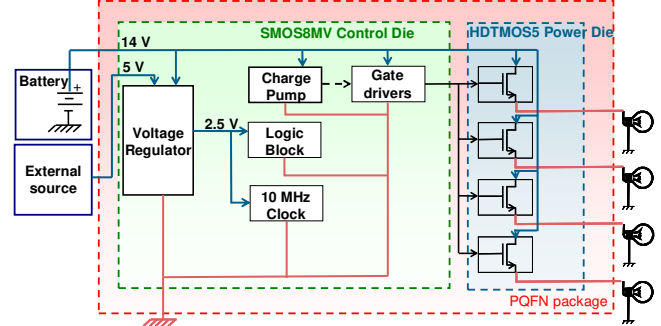 SMOS8MV Control Die
HDTMOS5 Power Die
14 V
5 V
Battery
+
Charge
Pump
Gate
drivers
Voltage
Regulator
2.5 V
Logic
Block
External
source
10 MHz
Clock
PQFN package